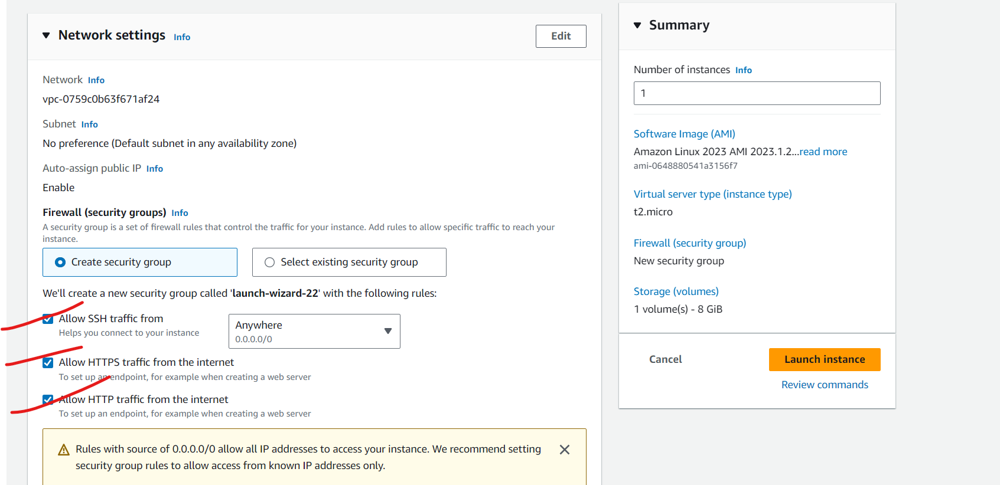 Network settings Info
Edit
Network Info
vpc-0759c0b63f671af24
Subnet Info
No preference (Default subnet in any availability zone)
Auto-assign public IP Info
Enable
Firewall (security groups) Info
A security group is a set of firewall rules that control the traffic for your instance. Add rules to allow specific traffic to reach your
instance.
Create security group
Select existing security group
We'll create a new security group called 'launch-wizard-22' with the following rules:
Allow SSH traffic from
Helps you connect to your instance
Anywhere
0.0.0.0/0
Allow HTTPS traffic from the internet
To set up an endpoint, for example when creating a web server
Allow HTTP traffic from the internet
To set up an endpoint, for example when creating a web server
Rules with source of 0.0.0.0/0 allow all IP addresses to access your instance. We recommend setting
security group rules to allow access from known IP addresses only.
Summary
Number of instances Info
1
Software Image (AMI)
Amazon Linux 2023 AMI 2023.1.2...read more
ami-0648880541a3156f7
Virtual server type (instance type)
t2.micro
Firewall (security group)
New security group
Storage (volumes)
1 volume(s) - 8 GiB
Cancel
Launch instance
Review commands